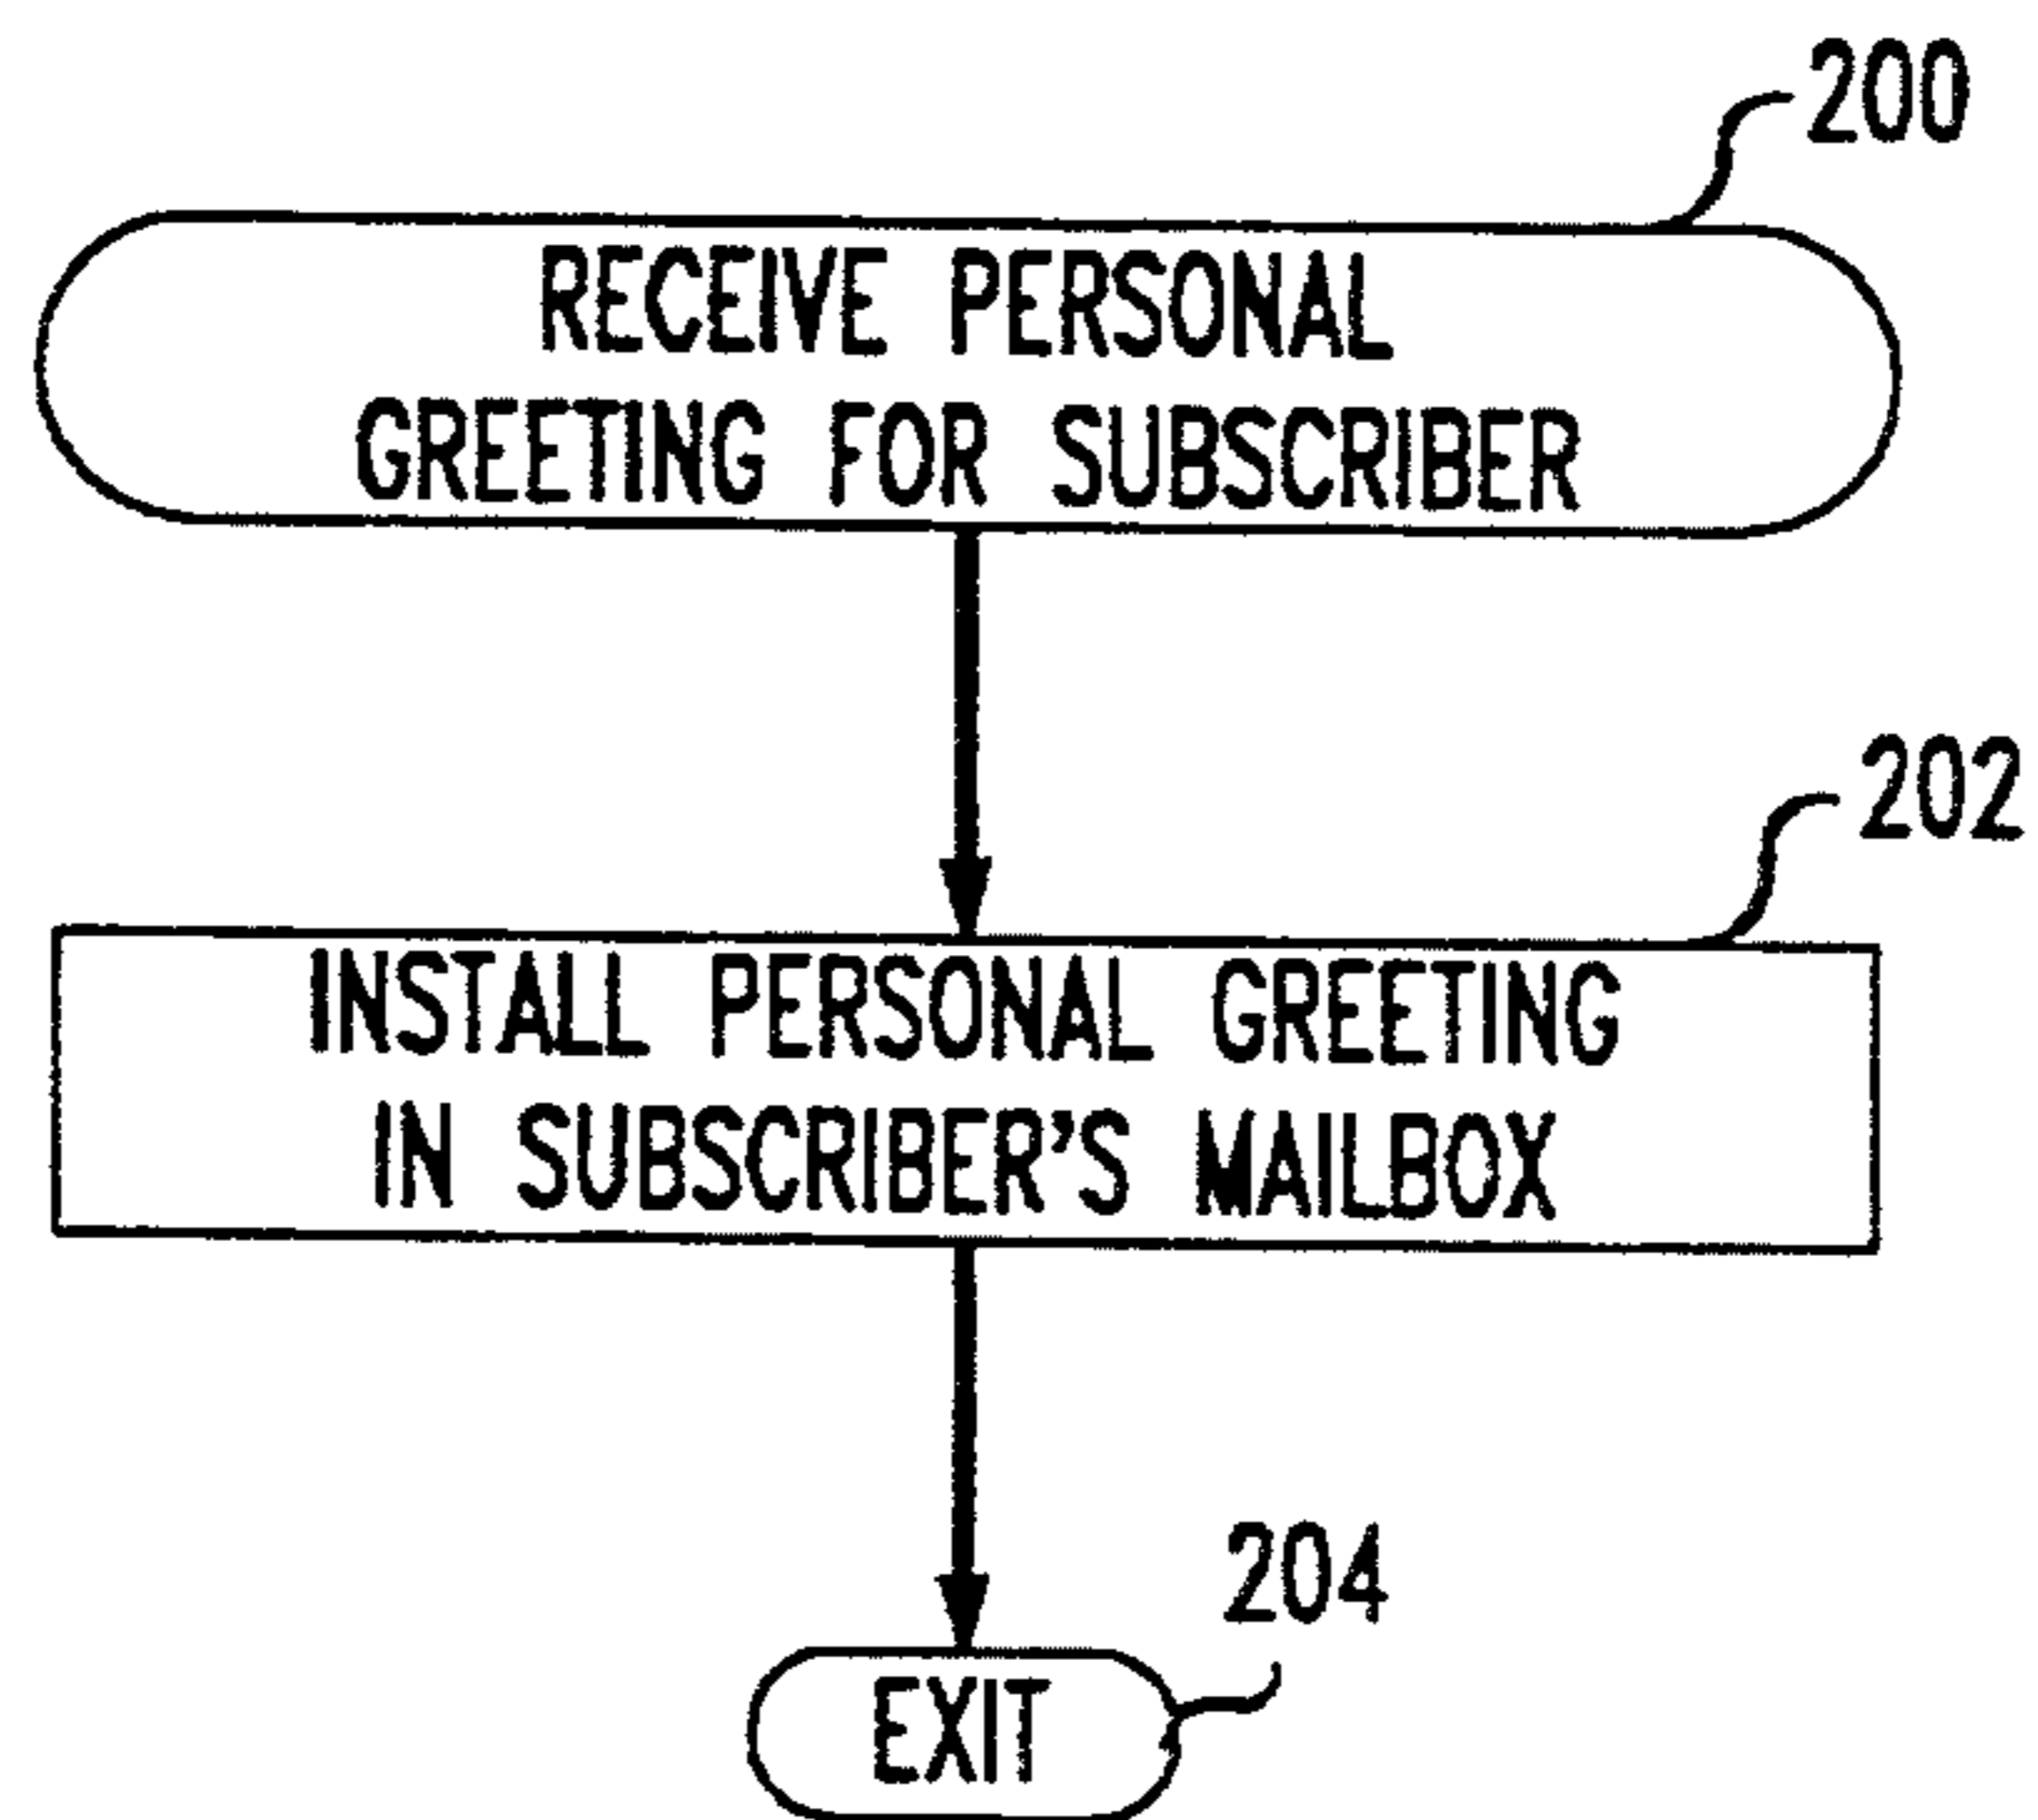 200
RECEIVE PERSONAL
GREETING FOR SUBSCRIBER
202
INSTALL PERSONAL GREETING
IN SUBSCRIBER'S MAILBOX
204
EXIT